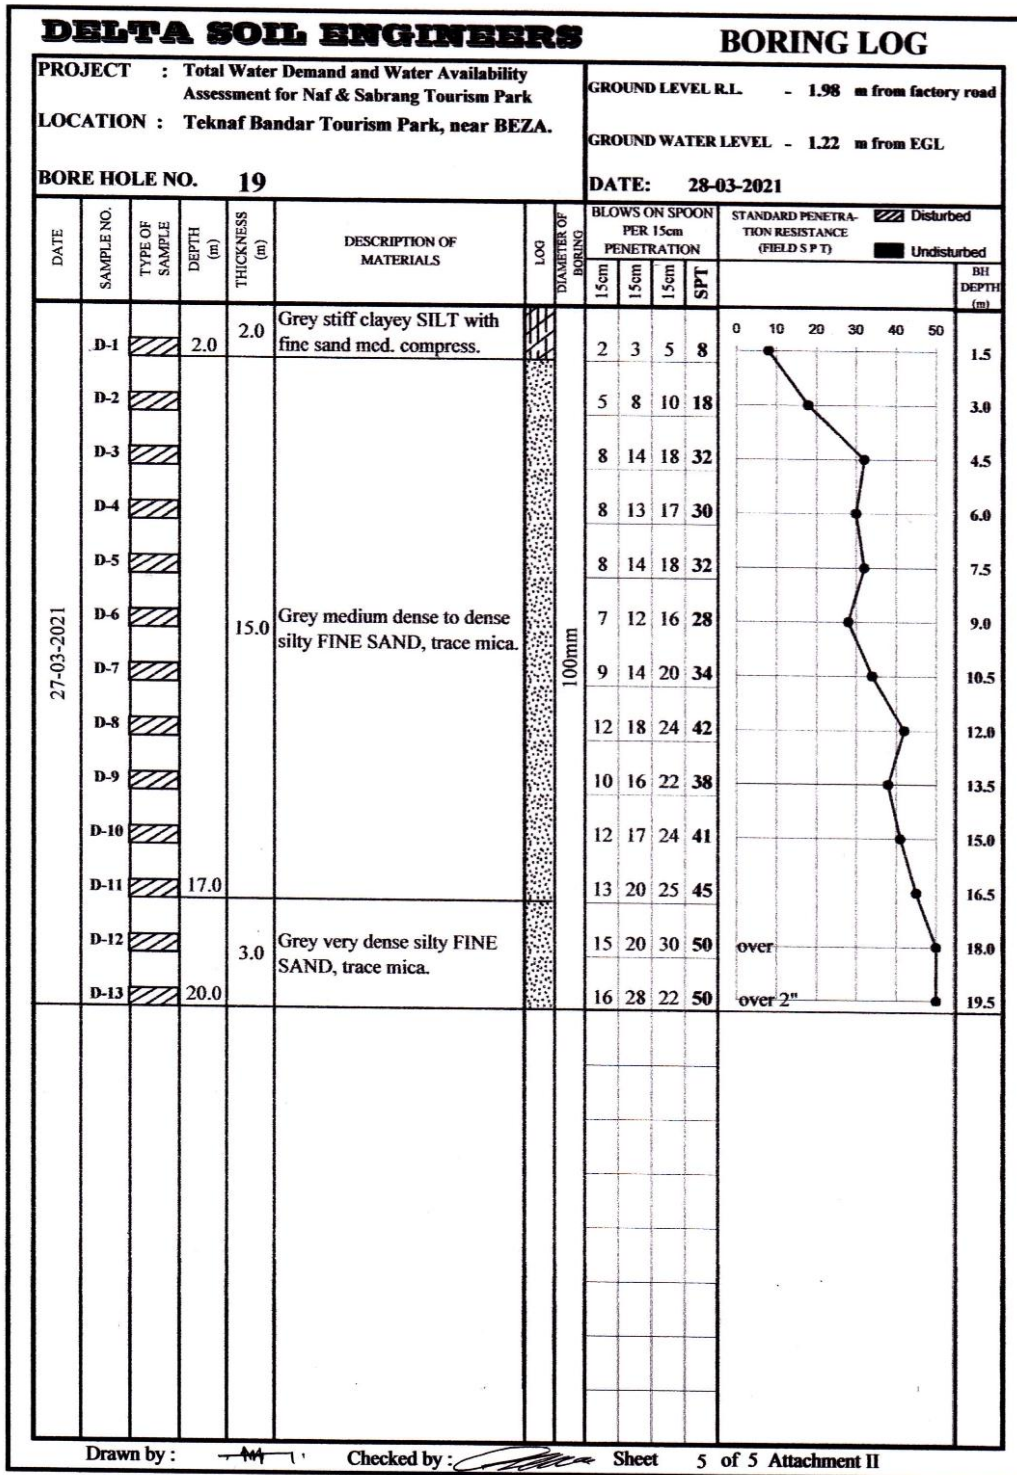 DELTA SOIL ENGINEERS
BORING LOG
PROJECT : Total Water Demand and Water Availability
Assessment for Naf & Sabrang Tourism Park
LOCATION : Teknaf Bandar Tourism Park, near BEZA.
BORE HOLE NO. 19
GROUND LEVEL R.L. - 1.98 m from factory road
GROUND WATER LEVEL - 1.22 m from EGL
DATE: 28-03-2021
DATE
SAMPLE NO.
TYPE OF SAMPLE
DEPTH (m)
THICKNESS (m)
DESCRIPTION OF
MATERIALS
LOG
DIAMETER OF BORING
BLOWS ON SPOON
PER 15cm
PENETRATION
15cm 15cm 15cm SPT
STANDARD PENETRA-
TION RESISTANCE
(FIELD S P T)
Disturbed
Undisturbed
BH
DEPTH
(m)
0 10 20 30 40 50
27-03-2021
100mm
2.0 Grey stiff clayey SILT with
fine sand med. compress.
D-1 2.0 2 3 5 8 1.5
D-2 5 8 10 18 3.0
D-3 8 14 18 32 4.5
D-4 8 13 17 30 6.0
D-5 8 14 18 32 7.5
D-6 15.0 Grey medium dense to dense 7 12 16 28 9.0
silty FINE SAND, trace mica.
D-7 9 14 20 34 10.5
D-8 12 18 24 42 12.0
D-9 10 16 22 38 13.5
D-10 12 17 24 41 15.0
D-11 17.0 13 20 25 45 16.5
D-12 3.0 Grey very dense silty FINE 15 20 30 50 over 18.0
SAND, trace mica.
D-13 20.0 16 28 22 50 over 2" 19.5
Drawn by : Checked by : Sheet 5 of 5 Attachment II